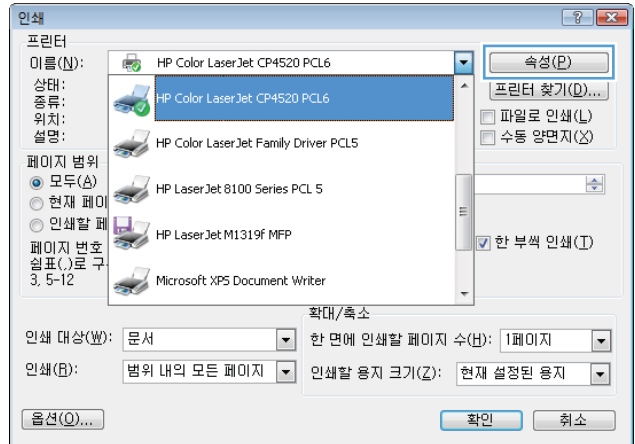 인쇄
프린터
이름(N): HP Color LaserJet CP4520 PCL6 속성(P)
상태: HP Color LaserJet CP4520 PCL6 프린터 찾기(D)...
종류:
위치: 파일로 인쇄(L)
설명: HP Color LaserJet Family Driver PCL5 수동 양면지(X)
페이지 범위
모두(A) HP LaserJet 8100 Series PCL 5
현재 페이
인쇄할 페
HP LaserJet M1319f MFP
페이지 번호 한 부씩 인쇄(T)
쉼표(,)로 구
3, 5-12 Microsoft XPS Document Writer
확대/축소
인쇄 대상(W): 문서 한 면에 인쇄할 페이지 수(H): 1페이지
인쇄(R): 범위 내의 모든 페이지 인쇄할 용지 크기(Z): 현재 설정된 용지
옵션(O)... 확인 취소